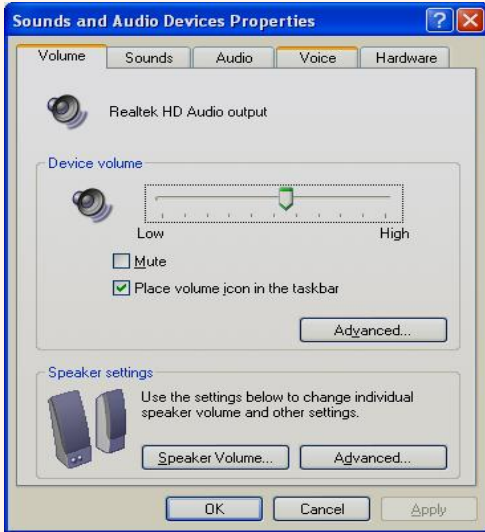 Sounds and Audio Devices Properties
Volume Sounds Audio Voice Hardware
Realtek HD Audio output
Device volume
Low High
Mute
Place volume icon in the taskbar
Advanced...
Speaker settings
Use the settings below to change individual
speaker volume and other settings.
Speaker Volume... Advanced...
OK Cancel Apply